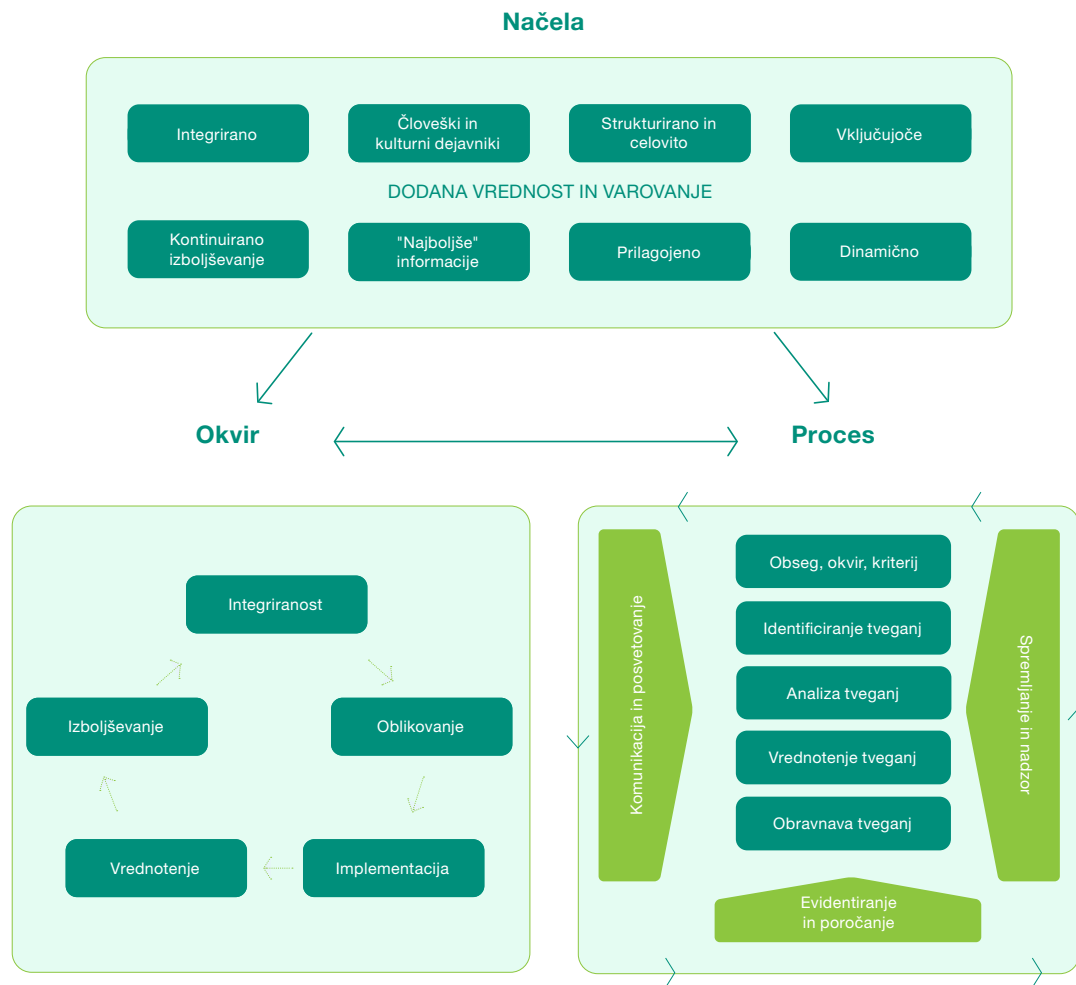 Načela
Integrirano
Človeški in
kulturni dejavniki
Strukturirano in
celovito
Vključujoče
DODANA VREDNOST IN VAROVANJE
Kontinuirano
izboljševanje
"Najboljše"
informacije
Prilagojeno
Dinamično
Okvir
Proces
Integriranost
Izboljševanje
Oblikovanje
Vrednotenje
Implementacija
Komunikacija in posvetovanje
Obseg, okvir, kriterij
Identificiranje tveganj
Analiza tveganj
Vrednotenje tveganj
Obravnava tveganj
Spremljanje in nadzor
Evidentiranje
in poročanje